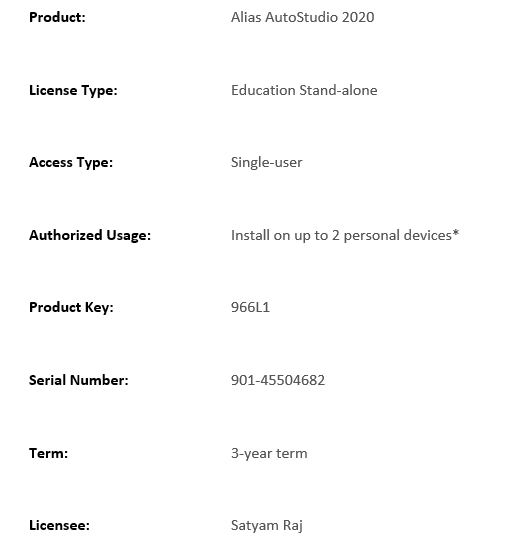 Product: Alias AutoStudio 2020
License Type: Education Stand-alone
Access Type: Single-user
Authorized Usage: Install on up to 2 personal devices*
Product Key: 966L1
Serial Number: 901-45504682
Term: 3-year term
Licensee: Satyam Raj